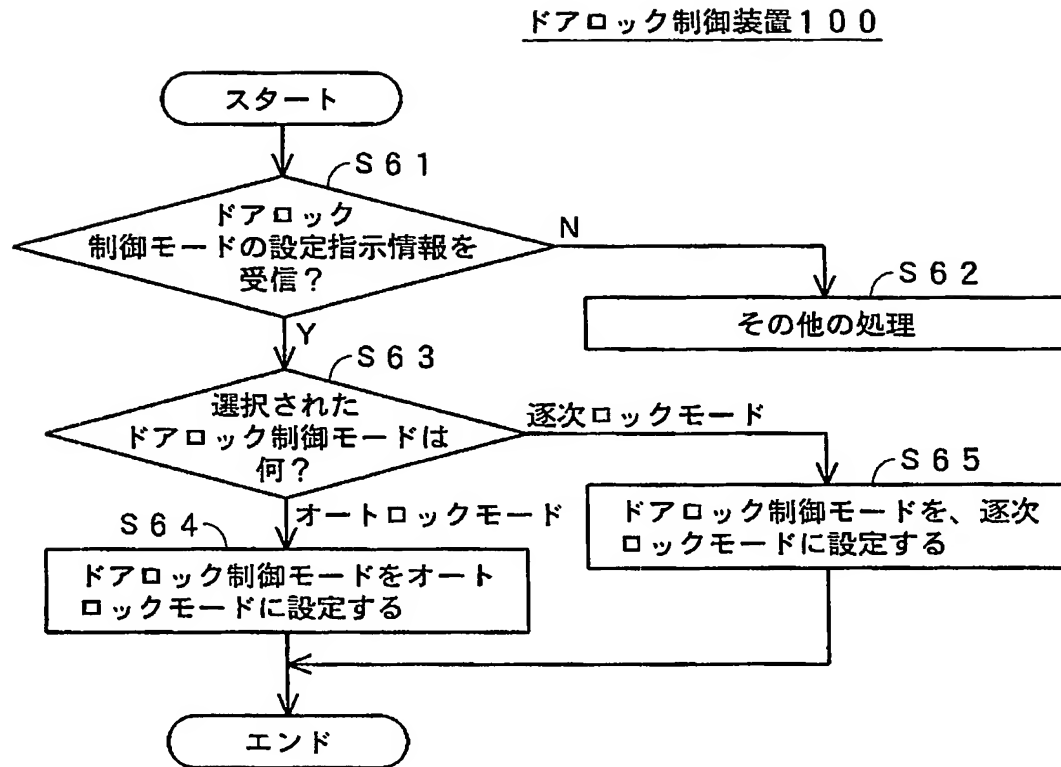 ドアロック制御装置１００
スタート
Ｓ６１
ドアロック
制御モードの設定指示情報を
受信？
N
Ｓ６２
その他の処理
Y
Ｓ６３
選択された
ドアロック制御モードは
何？
逐次ロックモード
Ｓ６５
ドアロック制御モードを、逐次
ロックモードに設定する
オートロックモード
Ｓ６４
ドアロック制御モードをオート
ロックモードに設定する
エンド